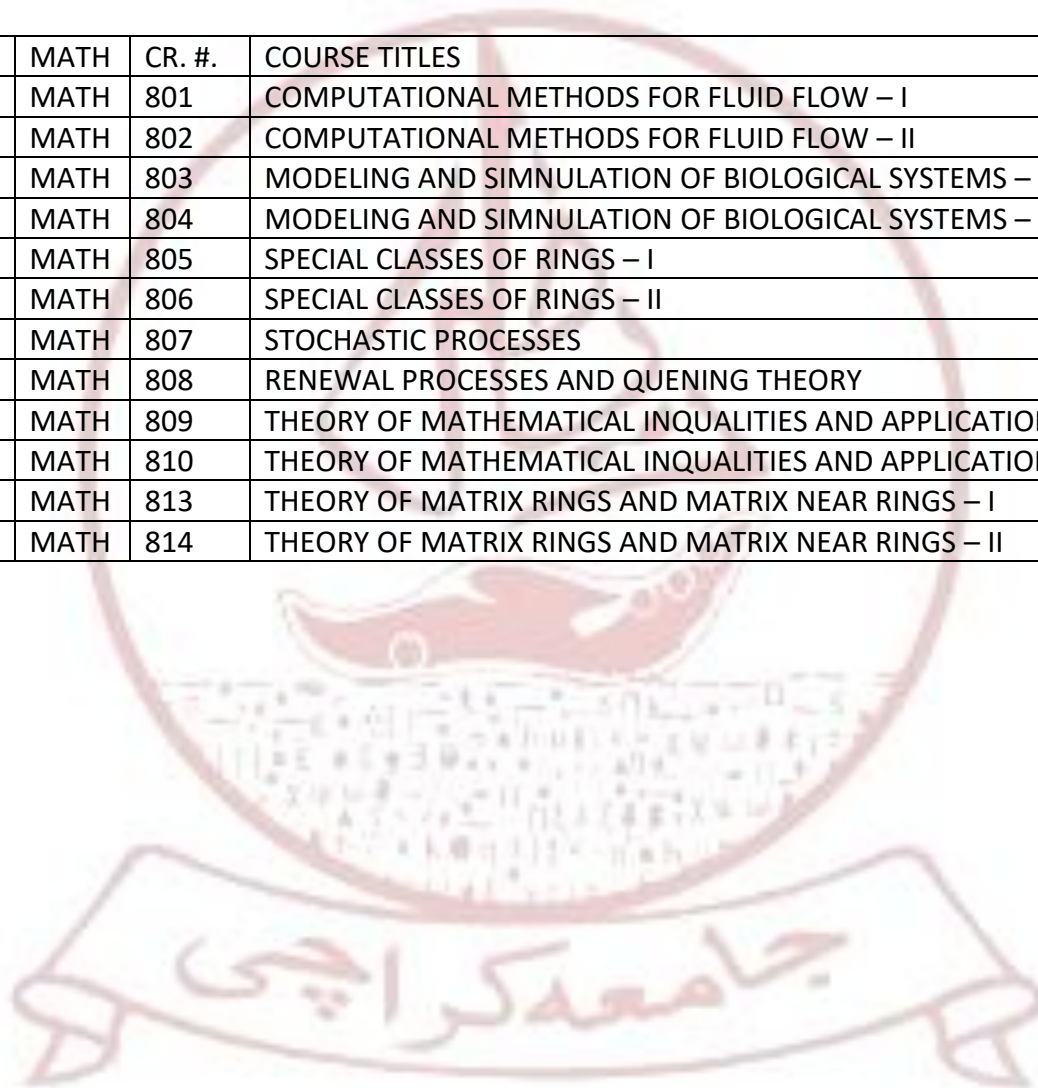 MATH CR. #. COURSE TITLES
MATH 801 COMPUTATIONAL METHODS FOR FLUID FLOW – I
MATH 802 COMPUTATIONAL METHODS FOR FLUID FLOW – II
MATH 803 MODELING AND SIMNULATION OF BIOLOGICAL SYSTEMS –
MATH 804 MODELING AND SIMNULATION OF BIOLOGICAL SYSTEMS –
MATH 805 SPECIAL CLASSES OF RINGS – I
MATH 806 SPECIAL CLASSES OF RINGS – II
MATH 807 STOCHASTIC PROCESSES
MATH 808 RENEWAL PROCESSES AND QUENING THEORY
MATH 809 THEORY OF MATHEMATICAL INQUALITIES AND APPLICATIO
MATH 810 THEORY OF MATHEMATICAL INQUALITIES AND APPLICATIO
MATH 813 THEORY OF MATRIX RINGS AND MATRIX NEAR RINGS – I
MATH 814 THEORY OF MATRIX RINGS AND MATRIX NEAR RINGS – II
جامعہ کراچی